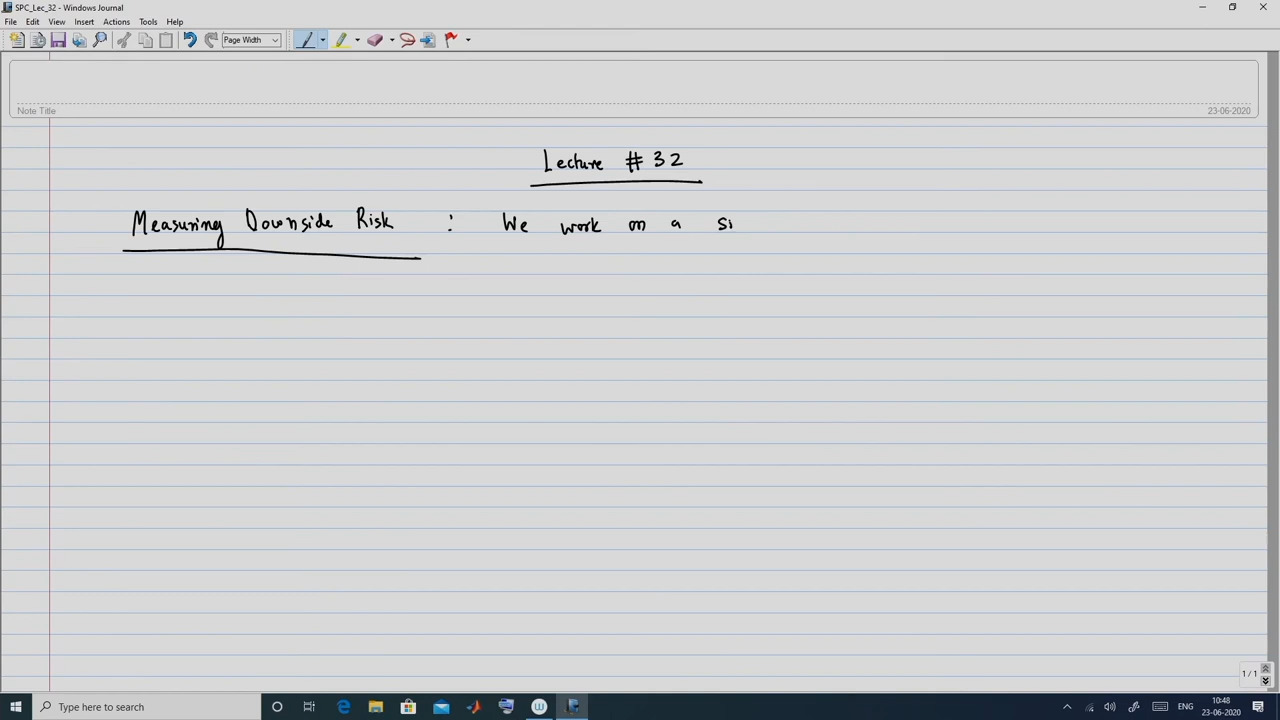 SPC_Lec_32 - Windows Journal
File Edit View Insert Actions Tools Help
Page Width
Note Title
23-06-2020
Lecture # 32
Measuring Downside Risk : We work on a si
1 / 1
Type here to search
ENG
10:48
23-06-2020